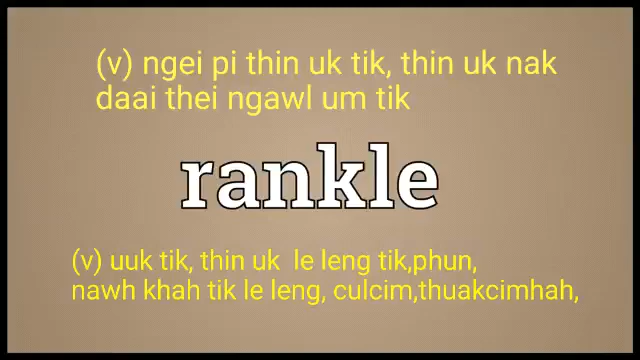 (v) ngei pi thin uk tik, thin uk nak
daai thei ngawl um tik
rankle
(v) uuk tik, thin uk le leng tik,phun,
nawh khah tik le leng, culcim,thuakcimhah,